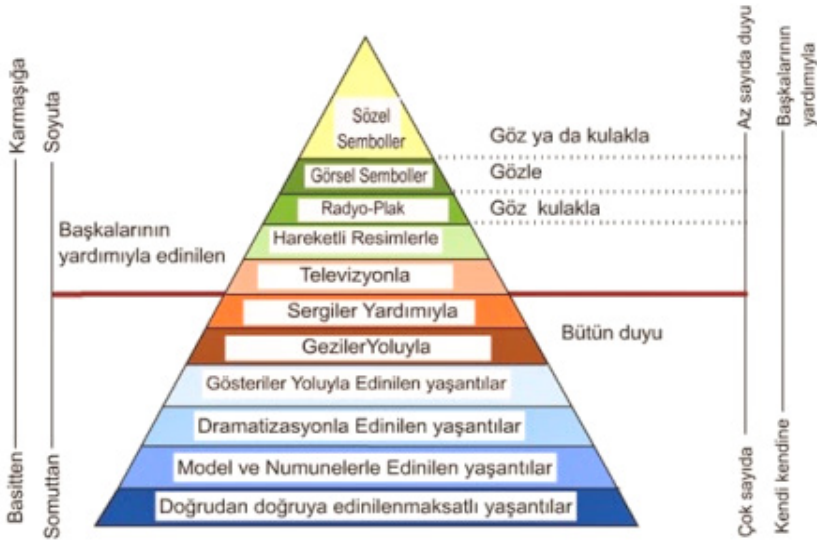 Karmaşığa
Soyuta
Basitten
Somuttan
Başkalarının
yardımıyla edinilen
Sözel
Semboller
Görsel Semboller
Radyo-Plak
Hareketli Resimlerle
Televizyonla
Sergiler Yardımıyla
GezilerYoluyla
Gösteriler Yoluyla Edinilen yaşantılar
Dramatizasyonla Edinilen yaşantılar
Model ve Numunelerle Edinilen yaşantılar
Doğrudan doğruya edinilenmaksatlı yaşantılar
Göz ya da kulakla
Gözle
Göz kulakla
Bütün duyu
Az sayıda duyu
Çok sayıda
Başkalarının
yardımıyla
Kendi kendine